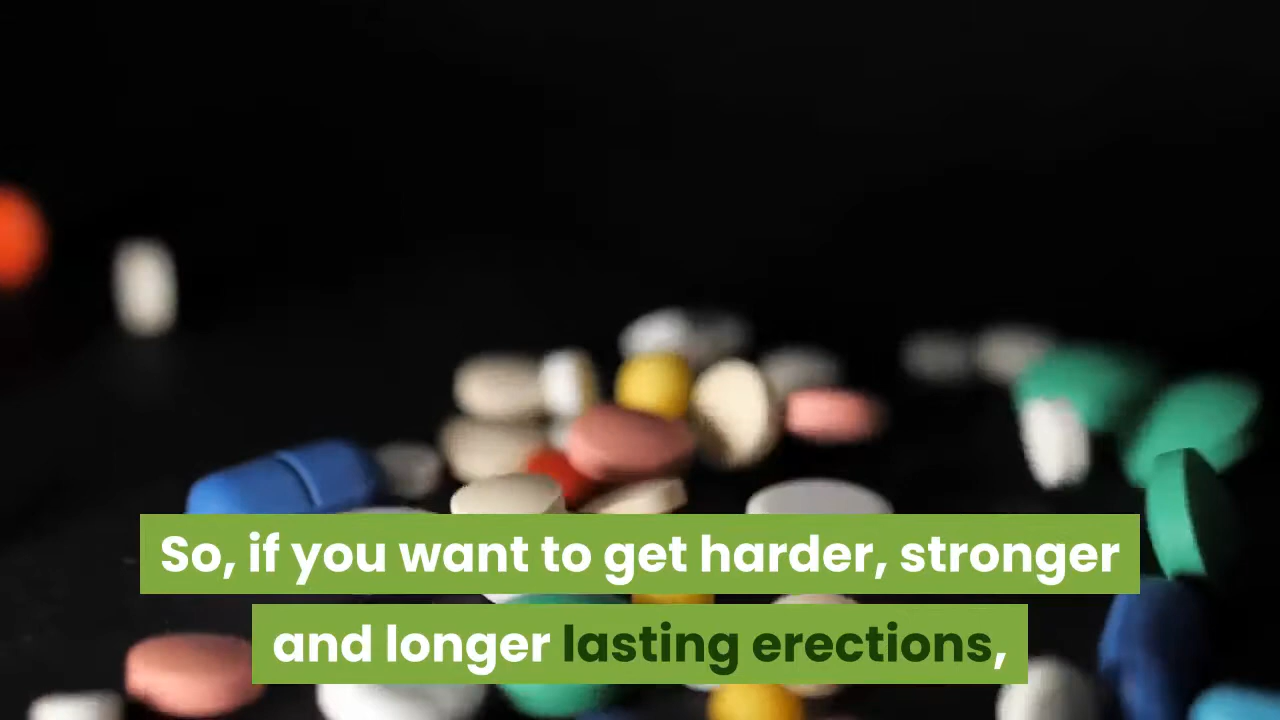 So, if you want to get harder, stronger
and longer lasting erections,